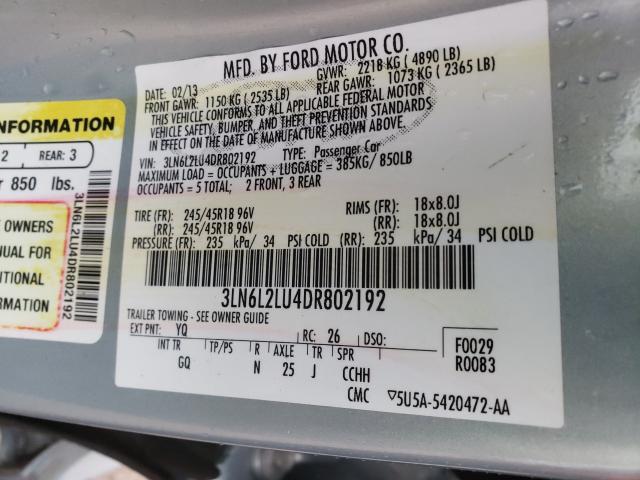 MFD. BY FORD MOTOR CO.
DATE: 02/13 GVWR: 2218 KG ( 4890 LB)
FRONT GAWR: 1150 KG ( 2535 LB) REAR GAWR: 1073 KG ( 2365 LB)
THIS VEHICLE CONFORMS TO ALL APPLICABLE FEDERAL MOTOR
VEHICLE SAFETY, BUMPER, AND THEFT PREVENTION STANDARDS
IN EFFECT ON THE DATE OF MANUFACTURE SHOWN ABOVE.
VIN: 3LN6L2LU4DR802192 TYPE: Passenger Car
MAXIMUM LOAD = OCCUPANTS + LUGGAGE = 385KG/ 850LB
OCCUPANTS = 5 TOTAL; 2 FRONT, 3 REAR
TIRE (FR): 245/45R18 96V RIMS (FR): 18x8.0J
(RR): 245/45R18 96V (RR): 18x8.0J
PRESSURE (FR): 235 kPa/ 34 PSI COLD (RR): 235 kPa/ 34 PSI COLD
3LN6L2LU4DR802192
TRAILER TOWING - SEE OWNER GUIDE
EXT PNT: YQ RC: 26 DSO: F0029
INT TR TP/PS R AXLE TR SPR R0083
GQ N 25 J CCHH
CMC ▽5U5A-5420472-AA
INFORMATION
2 REAR: 3
850 lbs.
OWNERS
MANUAL FOR
3LN6L2LU4DR802192